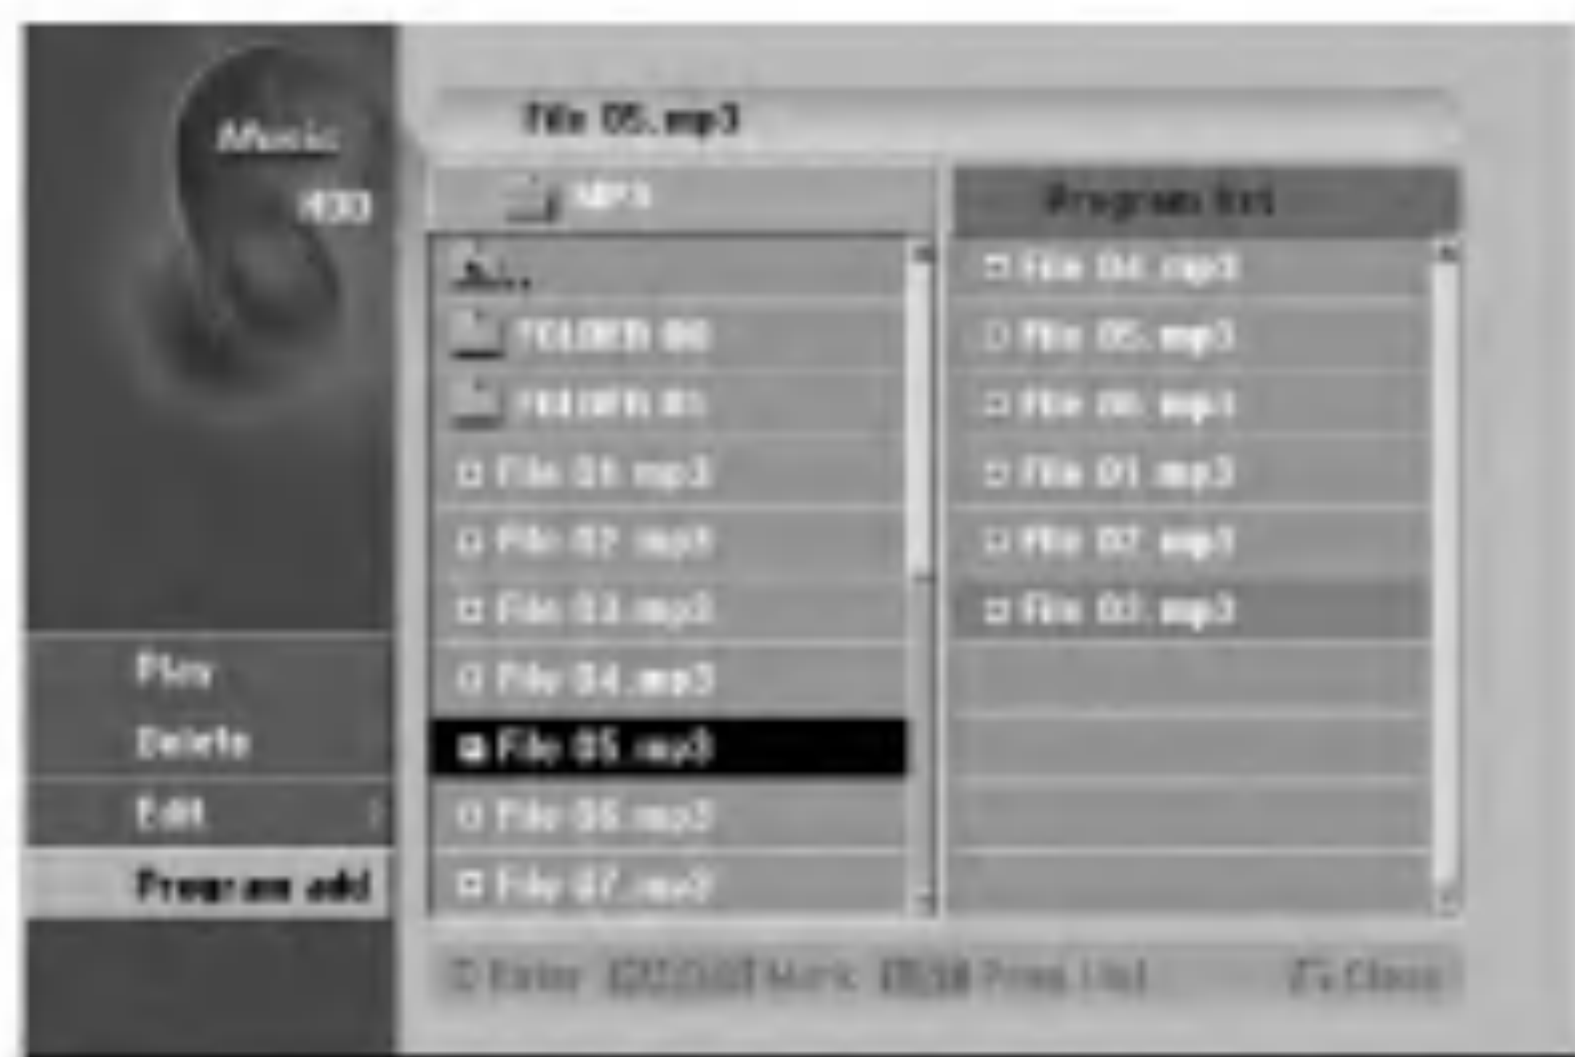 Music
HDD
Play
Delete
Edit
Program add
File 05.mp3
MP3
..
FOLDER 00
FOLDER 01
File 01.mp3
File 02.mp3
File 03.mp3
File 04.mp3
File 05.mp3
File 06.mp3
File 07.mp3
Program list
File 04.mp3
File 05.mp3
File 06.mp3
File 01.mp3
File 02.mp3
File 03.mp3
Enter Mark Prog.List Close